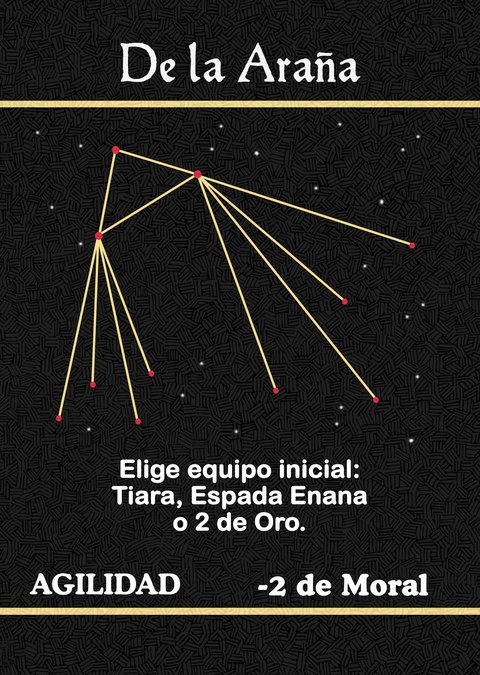 De la Araña
Elige equipo inicial:
Tiara, Espada Enana
o 2 de Oro.
AGILIDAD
-2 de Moral